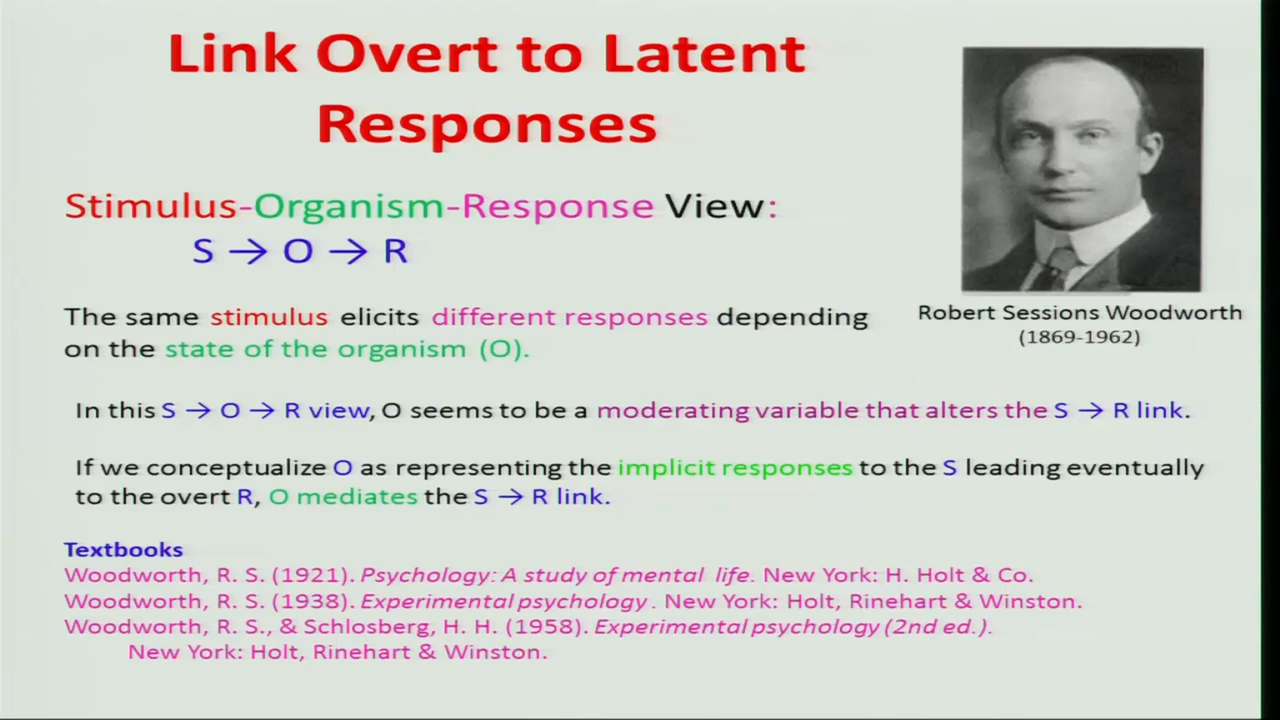 Link Overt to Latent
Responses
Stimulus-Organism-Response View:
S → O → R
Robert Sessions Woodworth
(1869-1962)
The same stimulus elicits different responses depending
on the state of the organism (O).
In this S → O → R view, O seems to be a moderating variable that alters the S → R link.
If we conceptualize O as representing the implicit responses to the S leading eventually
to the overt R, O mediates the S → R link.
Textbooks
Woodworth, R. S. (1921). Psychology: A study of mental life. New York: H. Holt & Co.
Woodworth, R. S. (1938). Experimental psychology . New York: Holt, Rinehart & Winston.
Woodworth, R. S., & Schlosberg, H. H. (1958). Experimental psychology (2nd ed.).
New York: Holt, Rinehart & Winston.